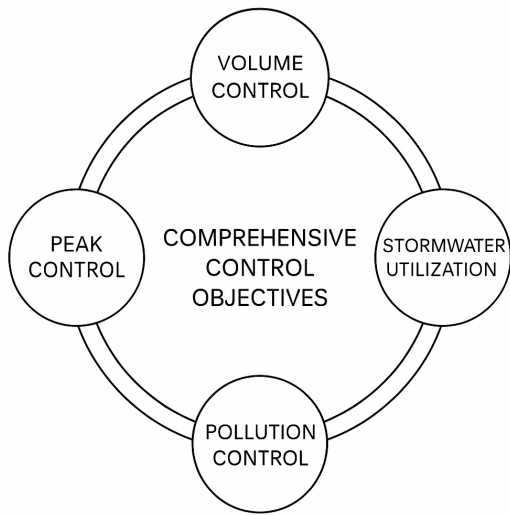 VOLUME
CONTROL
PEAK
CONTROL
COMPREHENSIVE
CONTROL
OBJECTIVES
STORMWATER
UTILIZATION
POLLUTION
CONTROL